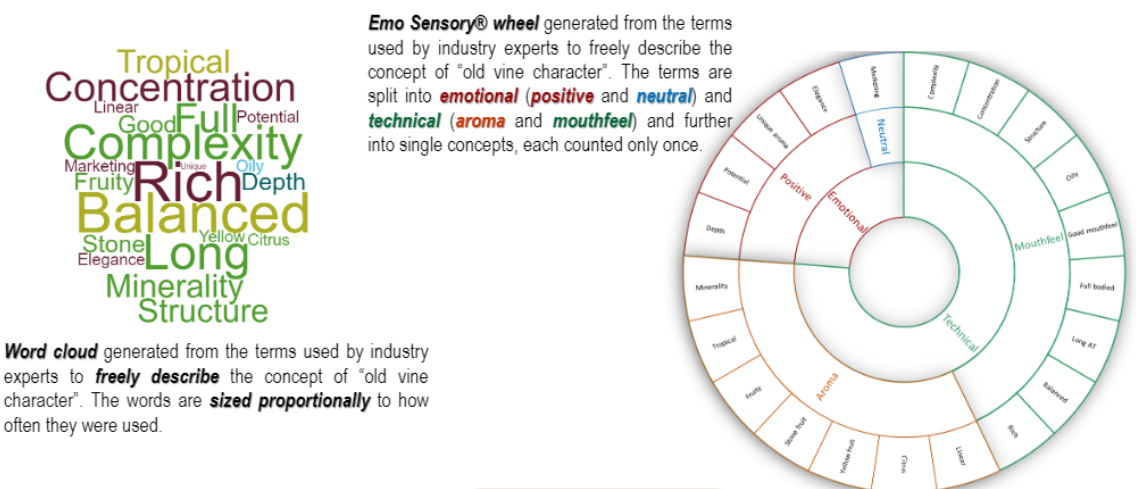 Emo Sensory® wheel generated from the terms
used by industry experts to freely describe the
concept of “old vine character”. The terms are
split into emotional (positive and neutral) and
technical (aroma and mouthfeel) and further
into single concepts, each counted only once.
Tropical
Concentration
Linear
Good Full Potential
Complexity
Marketing Unique Oily
Fruity Rich Depth
Balanced
Stone Yellow Citrus
Elegance Long
Minerality
Structure
Word cloud generated from the terms used by industry
experts to freely describe the concept of “old vine
character”. The words are sized proportionally to how
often they were used.
Emotional
Technical
Positive
Neutral
Mouthfeel
Aroma
Marketing
Complexity
Concentration
Structure
Oily
Good mouthfeel
Full bodied
Long AT
Balanced
Rich
Linear
Citrus
Yellow fruit
Stone fruit
Fruity
Tropical
Minerality
Depth
Potential
Unique aroma
Elegance